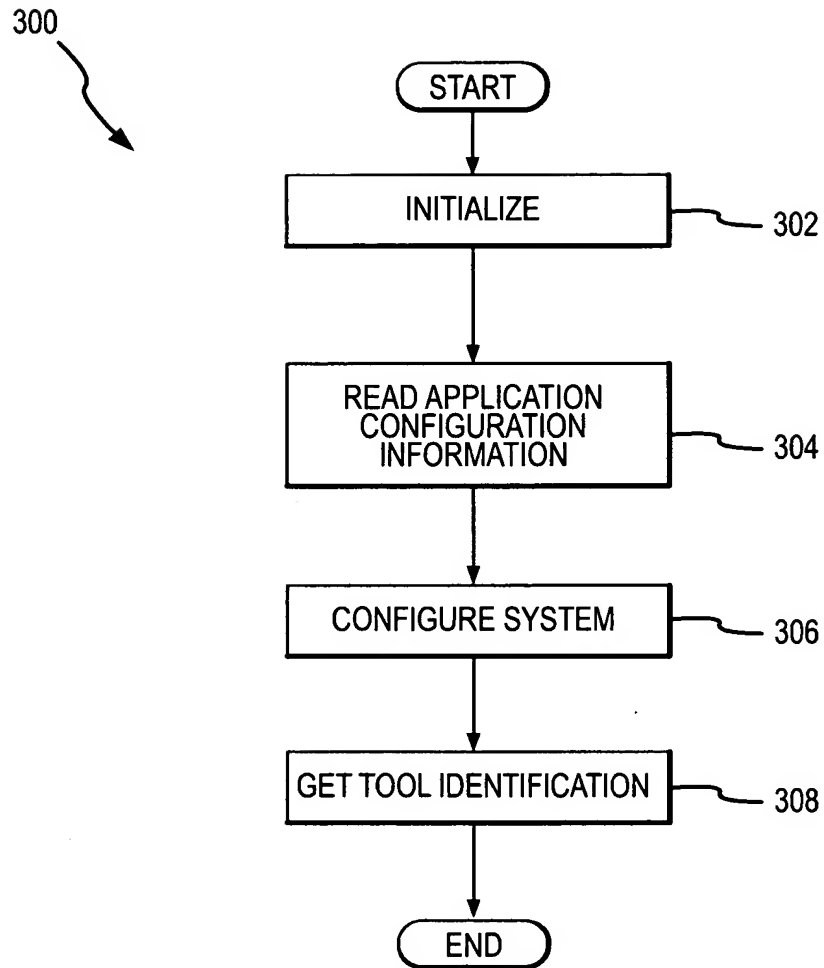 300
START
INITIALIZE
302
READ APPLICATION
CONFIGURATION
INFORMATION
304
CONFIGURE SYSTEM
306
GET TOOL IDENTIFICATION
308
END